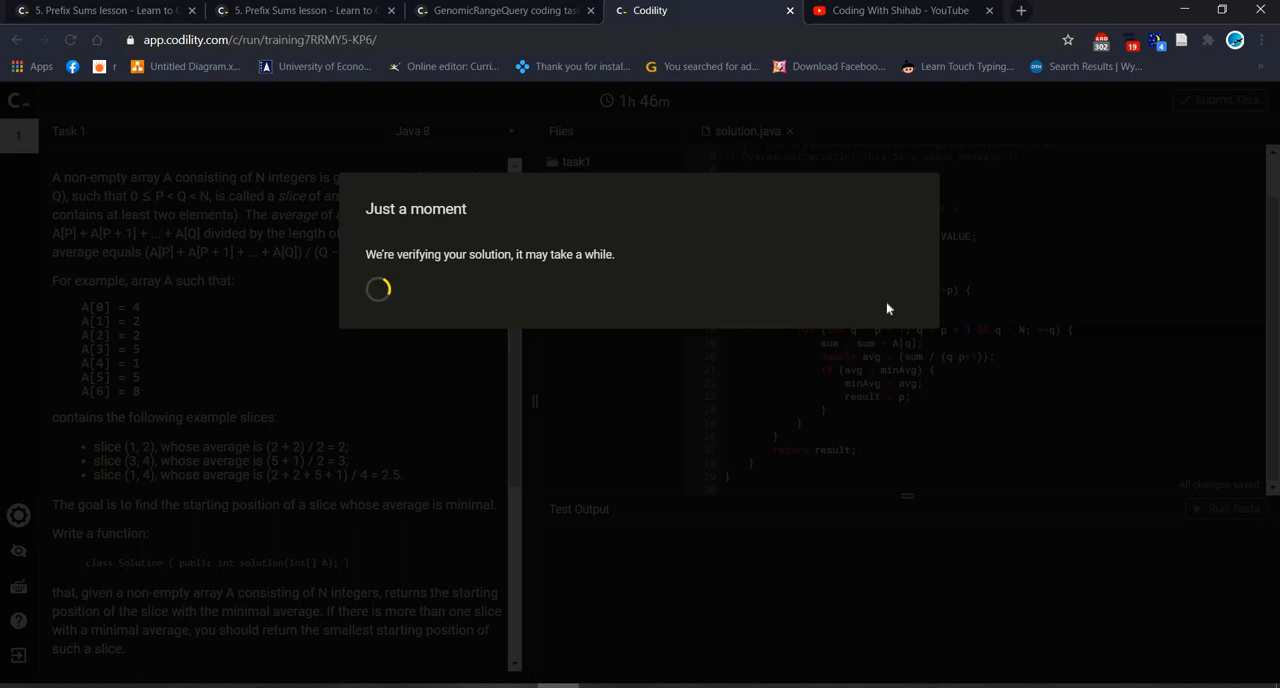 5. Prefix Sums lesson - Learn to C
5. Prefix Sums lesson - Learn to C
GenomicRangeQuery coding tas
Codility
Coding With Shihab - YouTube
app.codility.com/c/run/training7RRMY5-KP6/
302
19
4
Apps
r
Untitled Diagram.x...
University of Econo...
Online editor: Curri...
Thank you for instal...
You searched for ad...
Download Faceboo...
Learn Touch Typing...
Search Results | Wy...
1h 46m
Submit Task
1
Task 1
Java 8
Files
solution.java
task1
A non-empty array A consisting of N integers is g
Q), such that 0 ≤ P < Q < N, is called a slice of arr
contains at least two elements). The average of a
A[P] + A[P + 1] + ... + A[Q] divided by the length of
average equals (A[P] + A[P + 1] + ... + A[Q]) / (Q −
For example, array A such that:
A[0] = 4
A[1] = 2
A[2] = 2
A[3] = 5
A[4] = 1
A[5] = 5
A[6] = 8
contains the following example slices:
• slice (1, 2), whose average is (2 + 2) / 2 = 2;
• slice (3, 4), whose average is (5 + 1) / 2 = 3;
• slice (1, 4), whose average is (2 + 2 + 5 + 1) / 4 = 2.5.
The goal is to find the starting position of a slice whose average is minimal.
Write a function:
class Solution { public int solution(int[] A); }
that, given a non-empty array A consisting of N integers, returns the starting
position of the slice with the minimal average. If there is more than one slice
with a minimal average, you should return the smallest starting position of
such a slice.
Just a moment
We're verifying your solution, it may take a while.
VALUE;
p) {
sum = sum + A[q];
double avg = (sum / (q-p+1));
if (avg < minAvg) {
minAvg = avg;
result = p;
}
}
}
return result;
}
}
All changes saved
Test Output
Run Tests